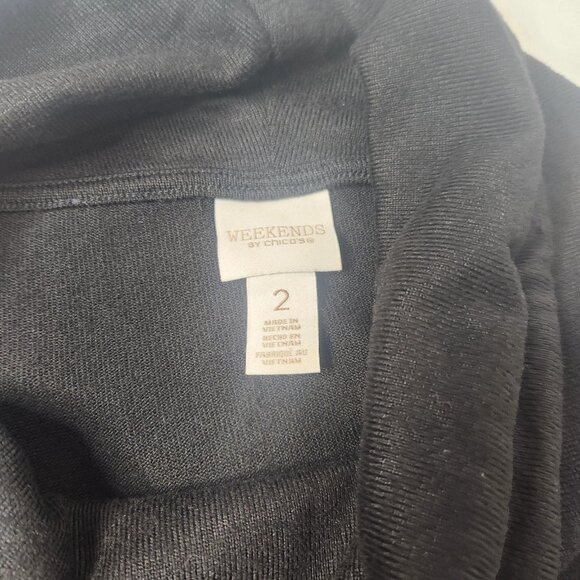 WEEKENDS
BY chico's®
2
MADE IN
VIETNAM
HECHO EN
VIETNAM
FABRIQUÉ AU
VIETNAM